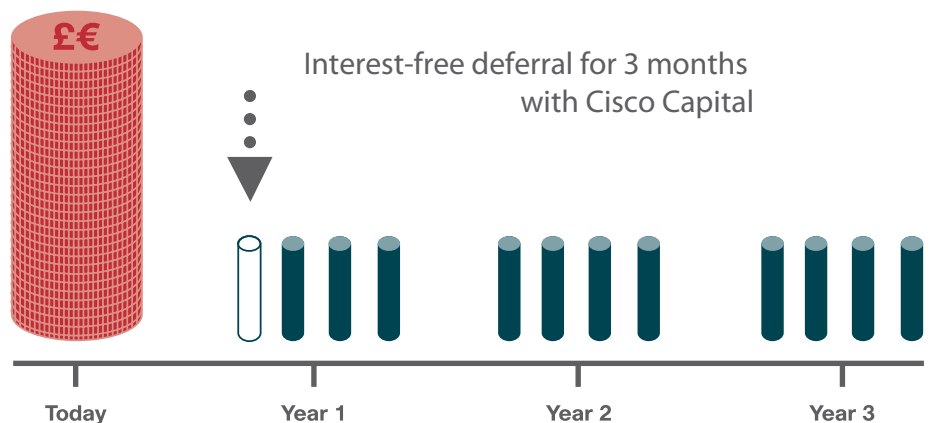 £€
Interest-free deferral for 3 months
with Cisco Capital
Today
Year 1
Year 2
Year 3